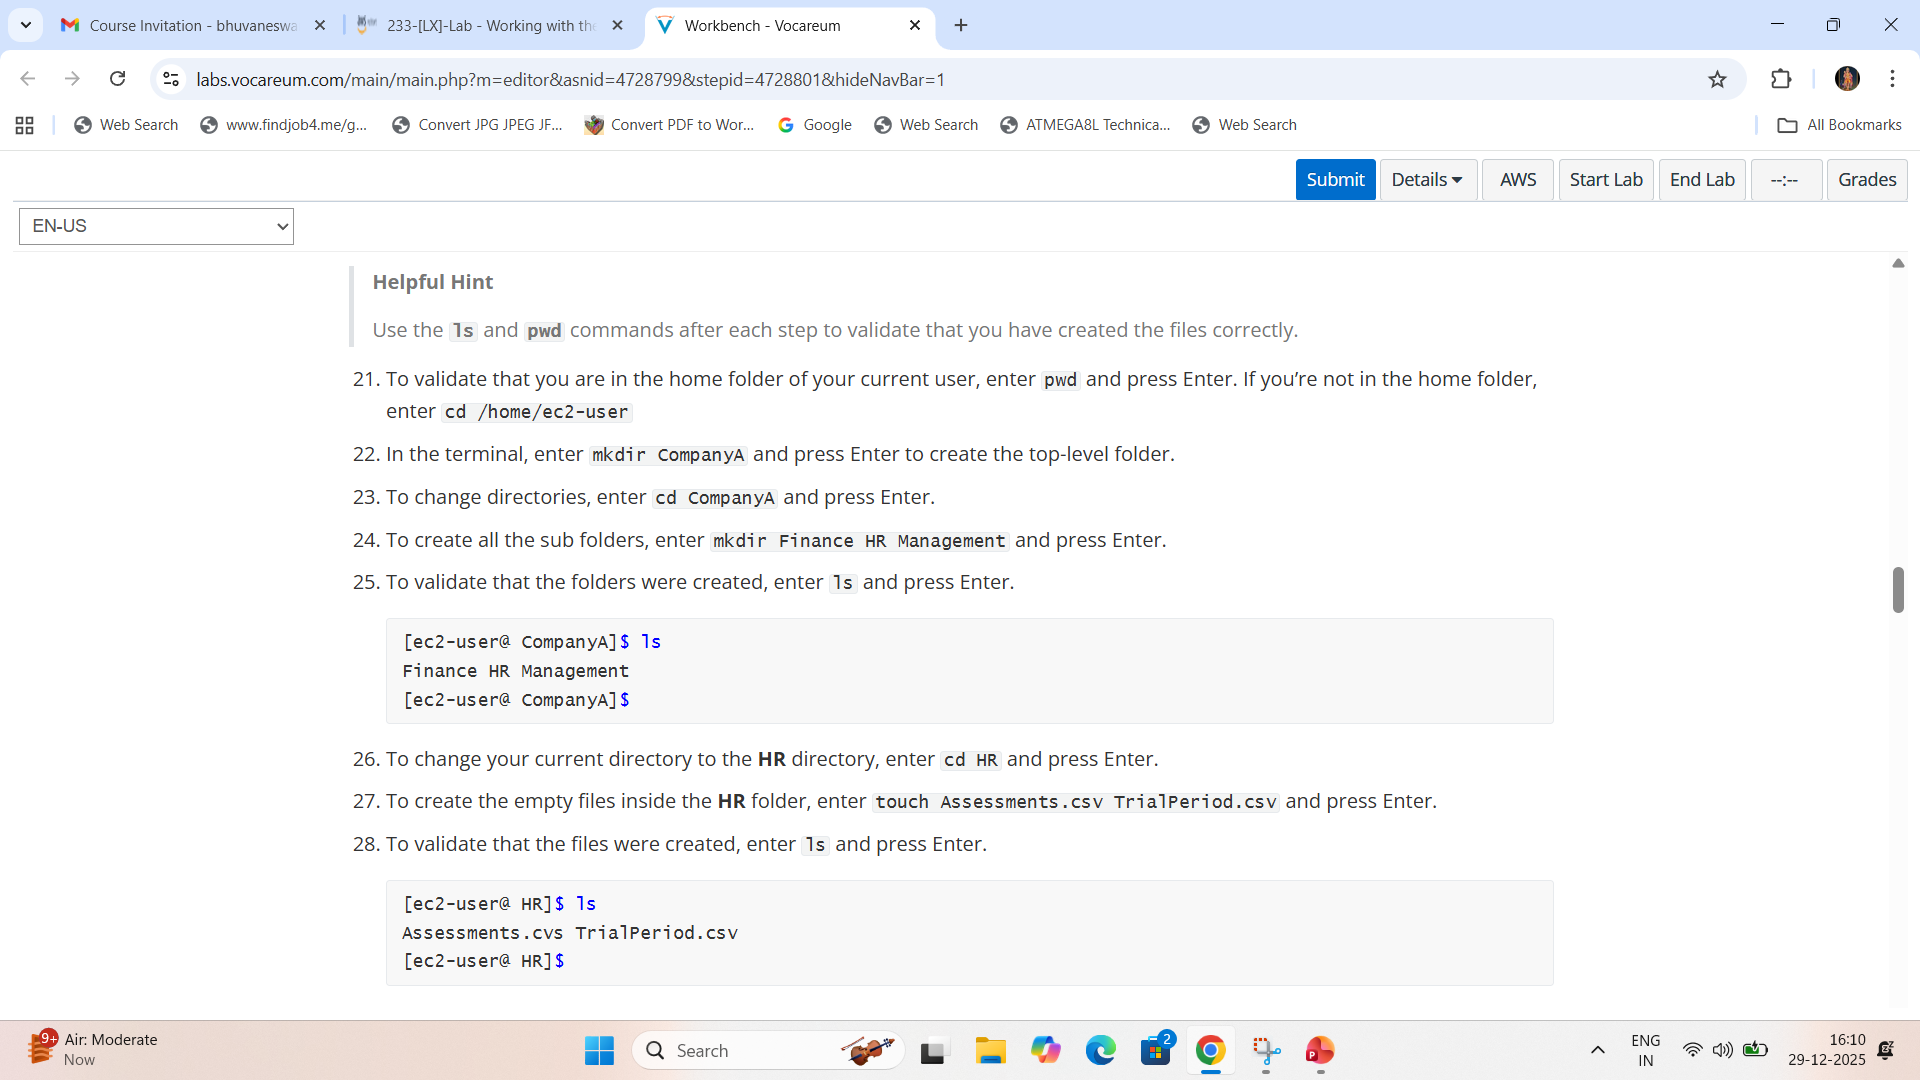 Course Invitation - bhuvaneswa
233-[LX]-Lab - Working with the
Workbench - Vocareum
labs.vocareum.com/main/main.php?m=editor&asnid=4728799&stepid=4728801&hideNavBar=1
Web Search
www.findjob4.me/g...
Convert JPG JPEG JF...
Convert PDF to Wor...
Google
Web Search
ATMEGA8L Technica...
Web Search
All Bookmarks
Submit
Details
AWS
Start Lab
End Lab
--:--
Grades
EN-US
Helpful Hint
Use the ls and pwd commands after each step to validate that you have created the files correctly.
21. To validate that you are in the home folder of your current user, enter pwd and press Enter. If you’re not in the home folder,
enter cd /home/ec2-user
22. In the terminal, enter mkdir CompanyA and press Enter to create the top-level folder.
23. To change directories, enter cd CompanyA and press Enter.
24. To create all the sub folders, enter mkdir Finance HR Management and press Enter.
25. To validate that the folders were created, enter ls and press Enter.
[ec2-user@ CompanyA]$ ls
Finance HR Management
[ec2-user@ CompanyA]$
26. To change your current directory to the HR directory, enter cd HR and press Enter.
27. To create the empty files inside the HR folder, enter touch Assessments.csv TrialPeriod.csv and press Enter.
28. To validate that the files were created, enter ls and press Enter.
[ec2-user@ HR]$ ls
Assessments.cvs TrialPeriod.csv
[ec2-user@ HR]$
9+
Air: Moderate
Now
Search
2
P
ENG
IN
16:10
29-12-2025